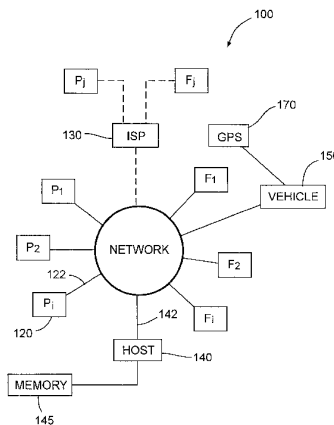 100
Pj
Fj
170
130
ISP
GPS
150
P1
F1
VEHICLE
P2
NETWORK
F2
122
Pi
Fi
120
142
HOST
140
MEMORY
145